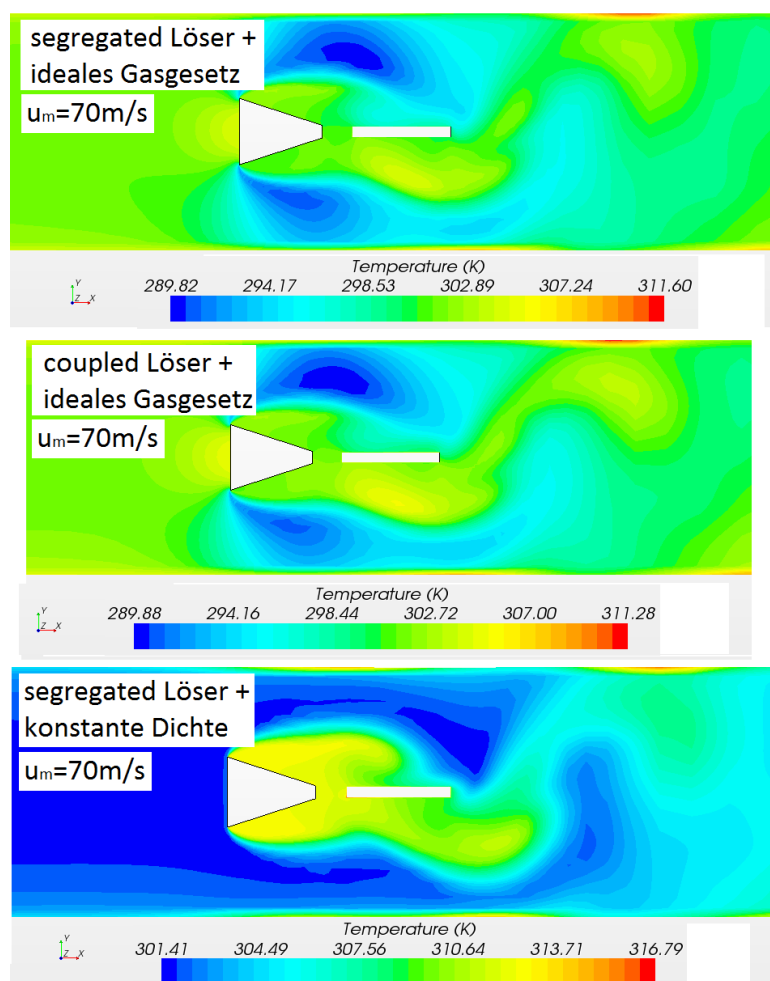 segregated Löser +
ideales Gasgesetz
um=70m/s
Temperature (K)
289.82 294.17 298.53 302.89 307.24 311.60
Y
Z X
coupled Löser +
ideales Gasgesetz
um=70m/s
Temperature (K)
289.88 294.16 298.44 302.72 307.00 311.28
Y
Z X
segregated Löser +
konstante Dichte
um=70m/s
Temperature (K)
301.41 304.49 307.56 310.64 313.71 316.79
Y
Z X